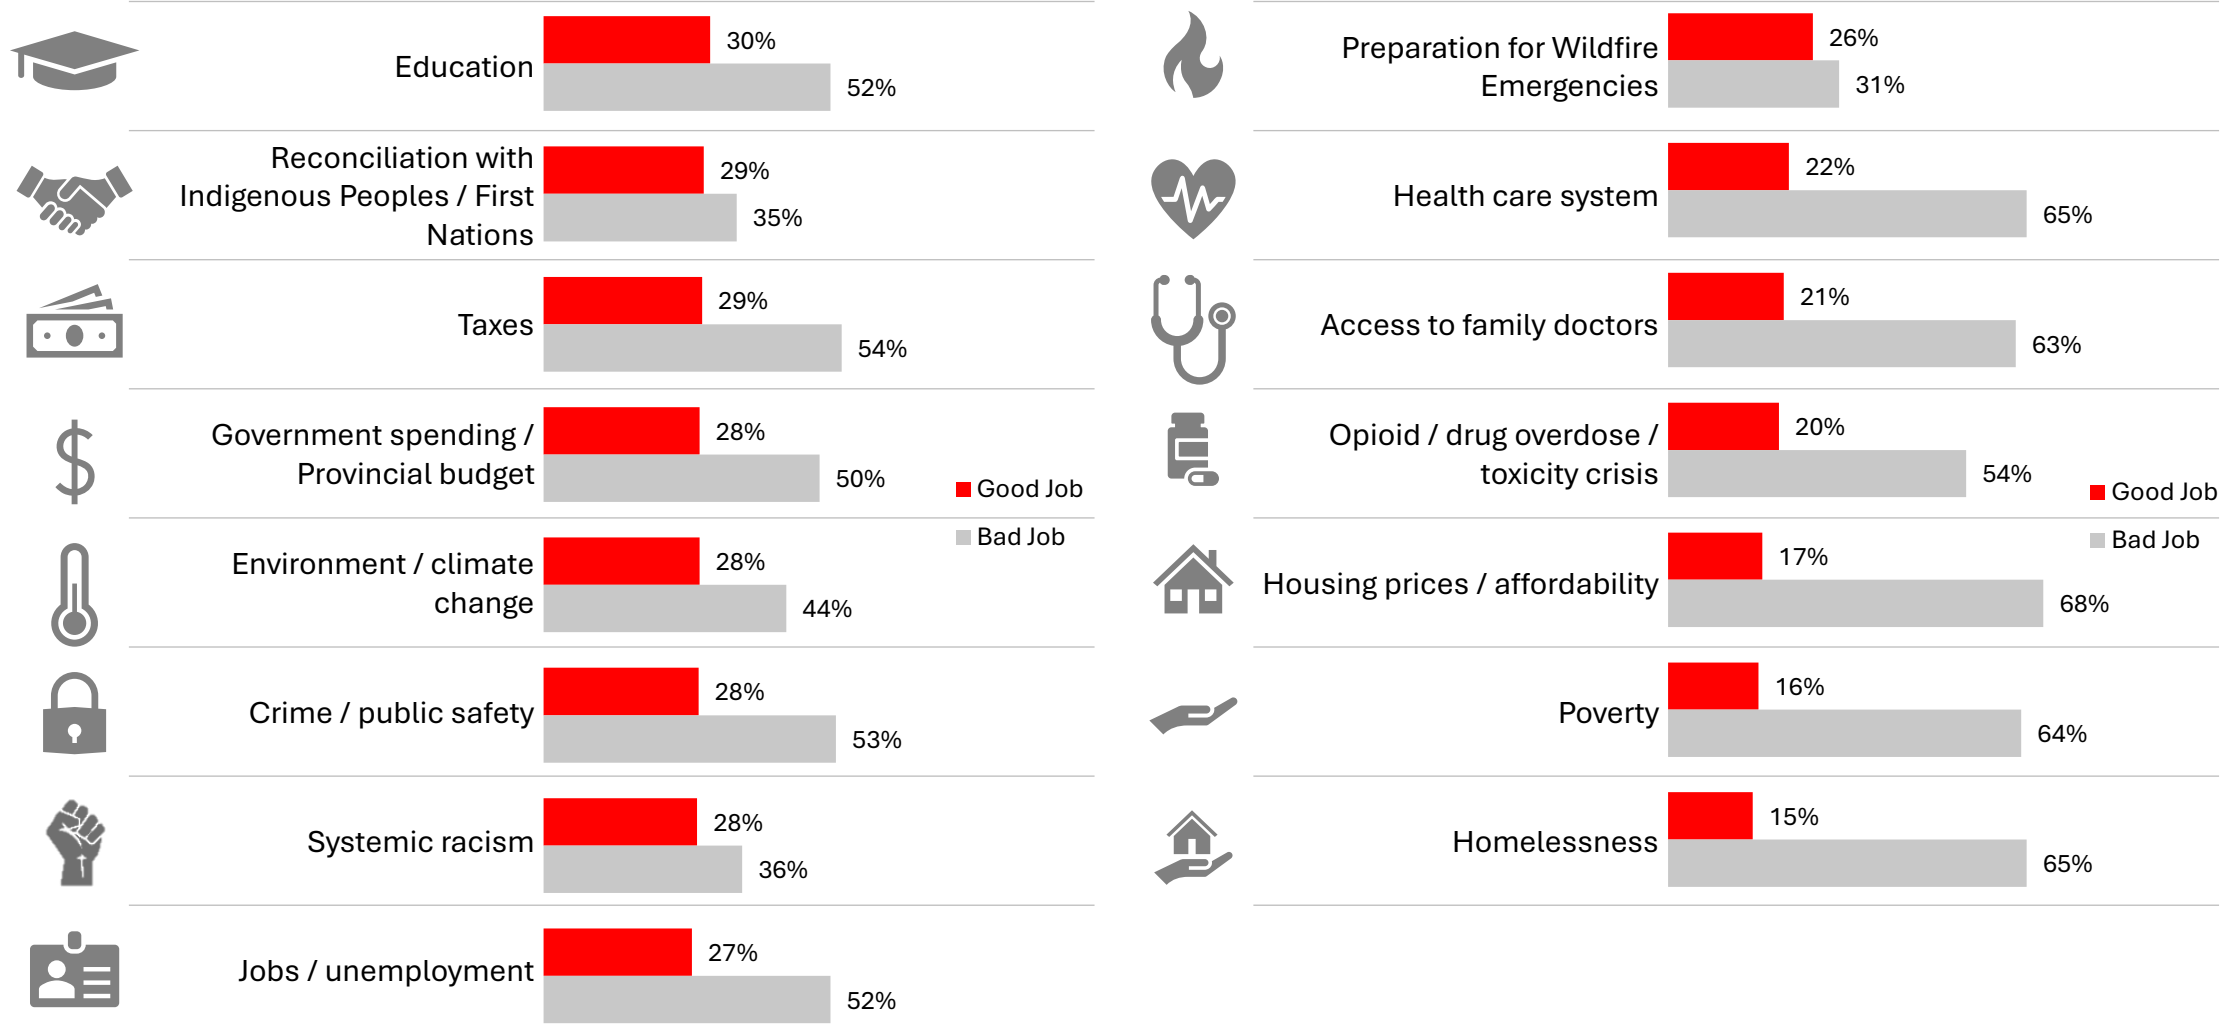 Education
30%
52%
Reconciliation with
Indigenous Peoples / First
Nations
29%
35%
Taxes
29%
54%
Government spending /
Provincial budget
28%
50%
Good Job
Bad Job
Environment / climate
change
28%
44%
Crime / public safety
28%
53%
Systemic racism
28%
36%
Jobs / unemployment
27%
52%
Preparation for Wildfire
Emergencies
26%
31%
Health care system
22%
65%
Access to family doctors
21%
63%
Opioid / drug overdose /
toxicity crisis
20%
54%
Good Job
Bad Job
Housing prices / affordability
17%
68%
Poverty
16%
64%
Homelessness
15%
65%